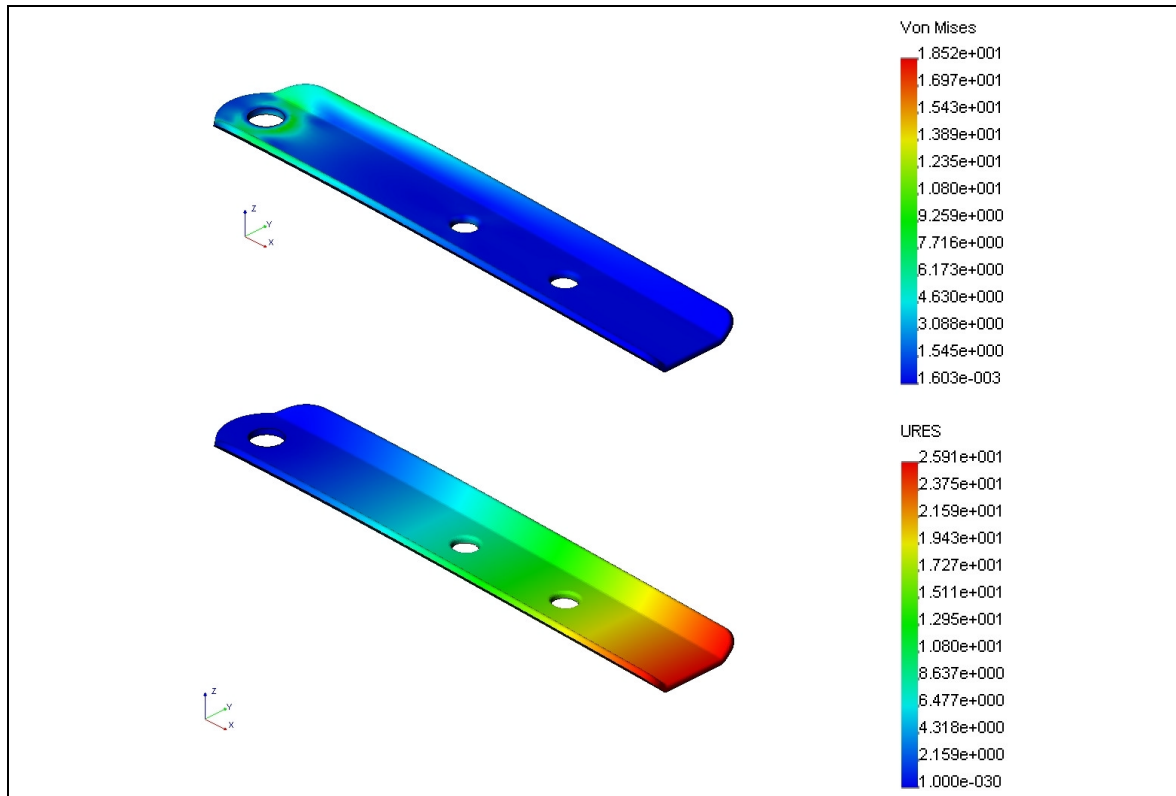 Von Mises
1.852e+001
1.697e+001
1.543e+001
1.389e+001
1.235e+001
1.080e+001
9.259e+000
7.716e+000
6.173e+000
4.630e+000
3.088e+000
1.545e+000
1.603e-003
Z
Y
X
URES
2.591e+001
2.375e+001
2.159e+001
1.943e+001
1.727e+001
1.511e+001
1.295e+001
1.080e+001
8.637e+000
6.477e+000
4.318e+000
2.159e+000
1.000e-030
Z
Y
X